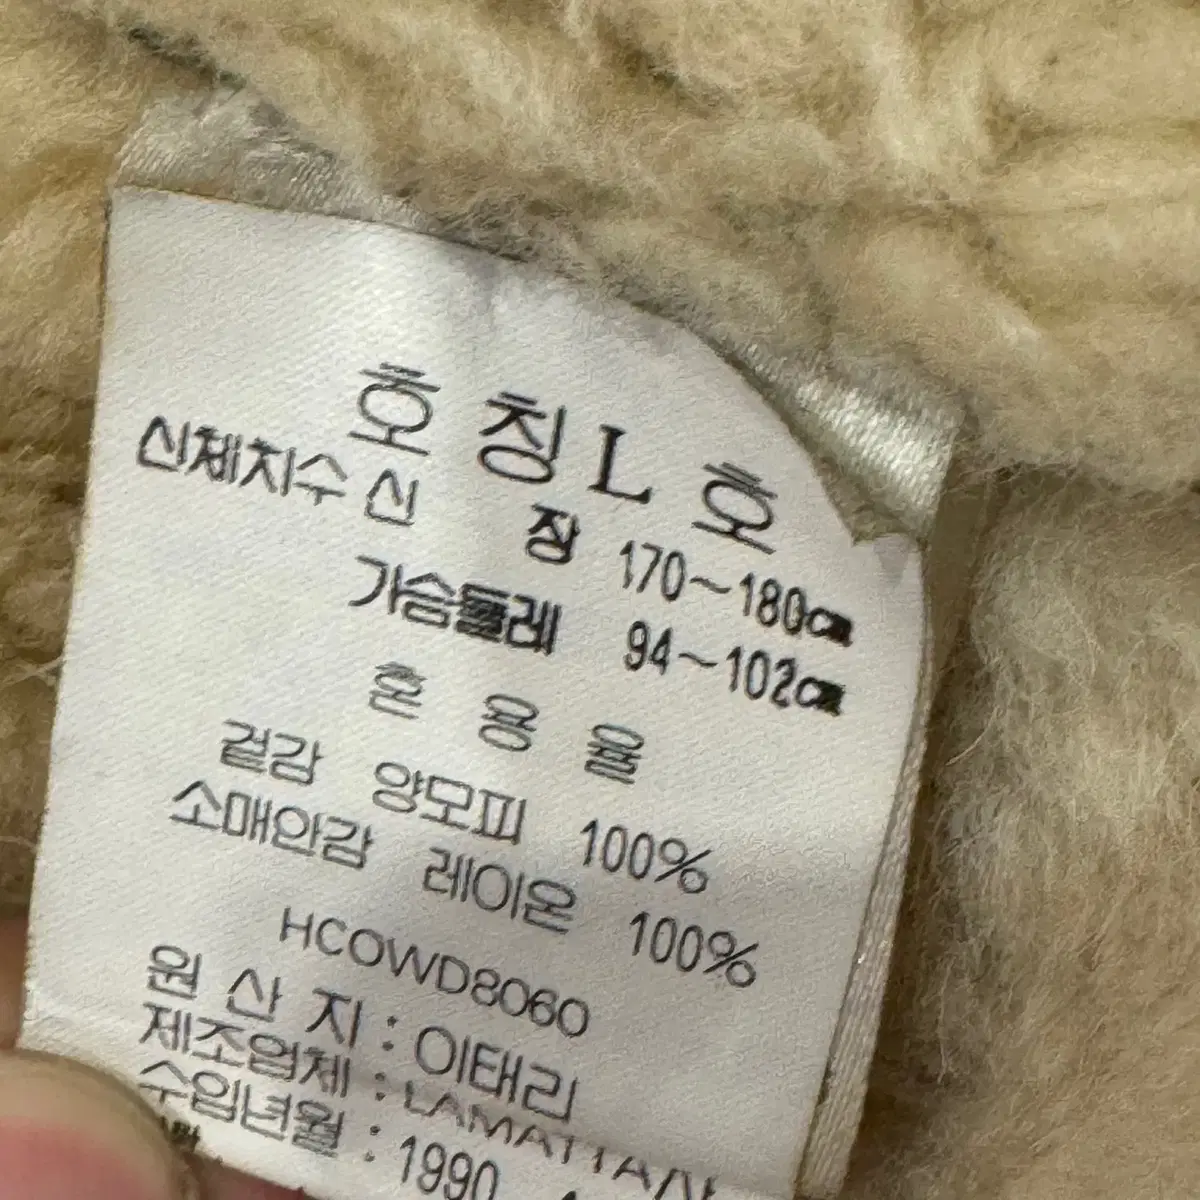 호 칭 L 호
신체치수 신 장 170~180㎝
가슴둘레 94~102㎝
혼 용 율
겉감 양모피 100%
소매안감 레이온 100%
HCOWD8060
원 산 지 : 이태리
제조업체 : LAMATTA
수입년월 : 1990